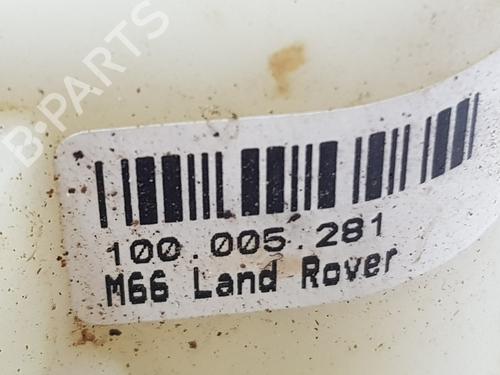 B-PARTS
100.005.281
M66 Land Rover